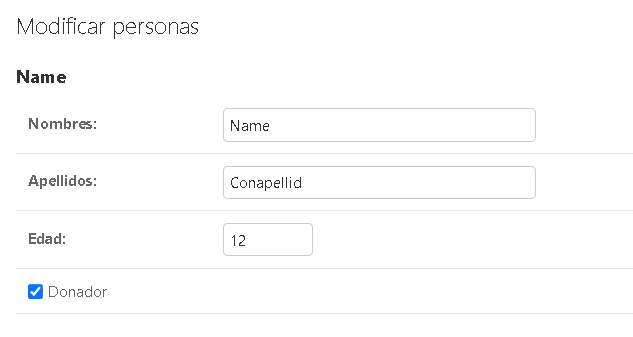 Modificar personas
Name
Nombres: Name
Apellidos: Conapellid
Edad: 12
Donador